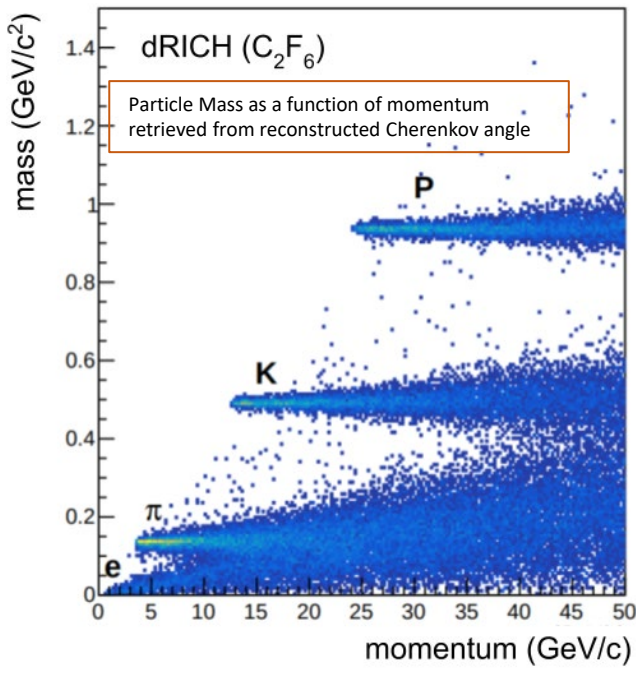 dRICH (C₂F₆)
Particle Mass as a function of momentum
retrieved from reconstructed Cherenkov angle
mass (GeV/c²)
1.4
1.2
1
0.8
0.6
0.4
0.2
0
P
K
π
e
0 5 10 15 20 25 30 35 40 45 50
momentum (GeV/c)